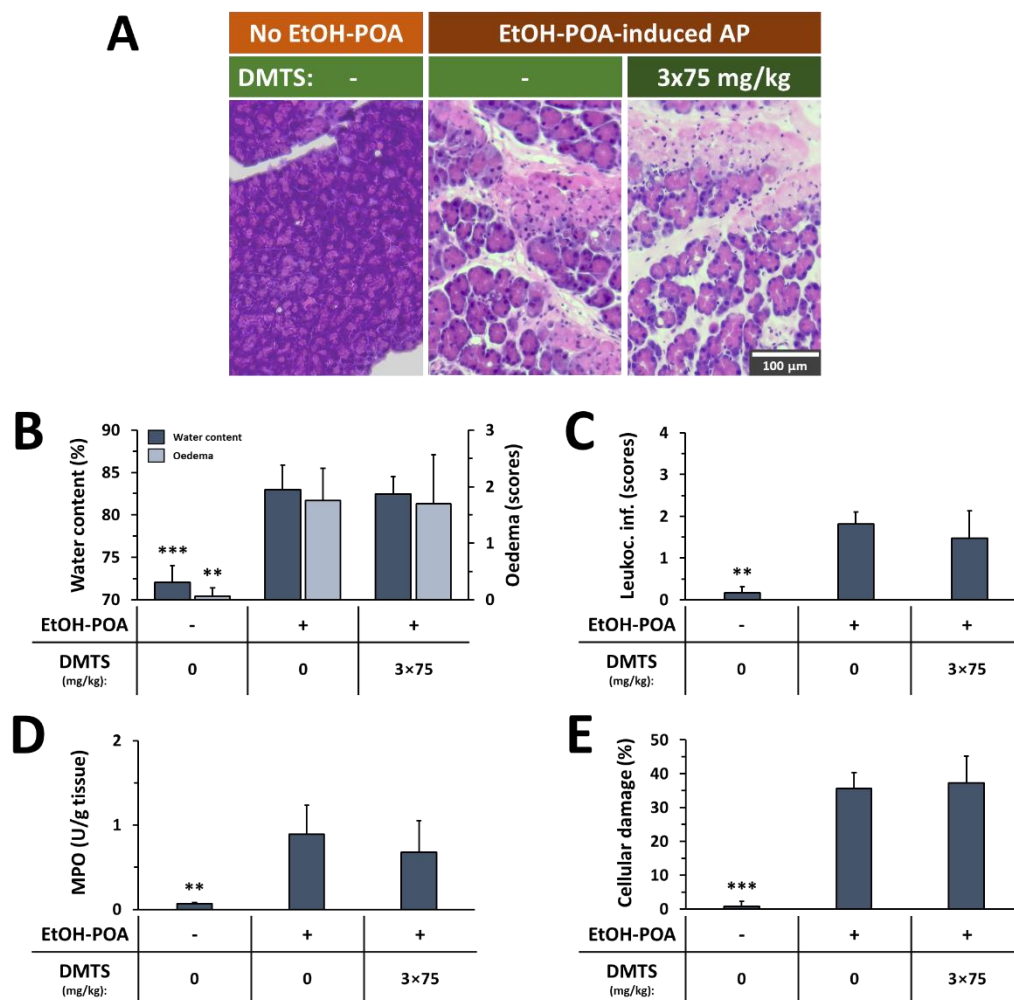 A
No EtOH-POA
EtOH-POA-induced AP
DMTS: -
-
3x75 mg/kg
100 µm
B
Water content (%)
90
85
80
75
70
Water content
Oedema
***
**
3
2
1
0
Oedema (scores)
EtOH-POA - + +
DMTS 0 0 3×75
(mg/kg):
C
Leukoc. inf. (scores)
4
3
2
1
0
**
EtOH-POA - + +
DMTS 0 0 3×75
(mg/kg):
D
MPO (U/g tissue)
2
1
0
**
EtOH-POA - + +
DMTS 0 0 3×75
(mg/kg):
E
Cellular damage (%)
50
40
30
20
10
0
***
EtOH-POA - + +
DMTS 0 0 3×75
(mg/kg):